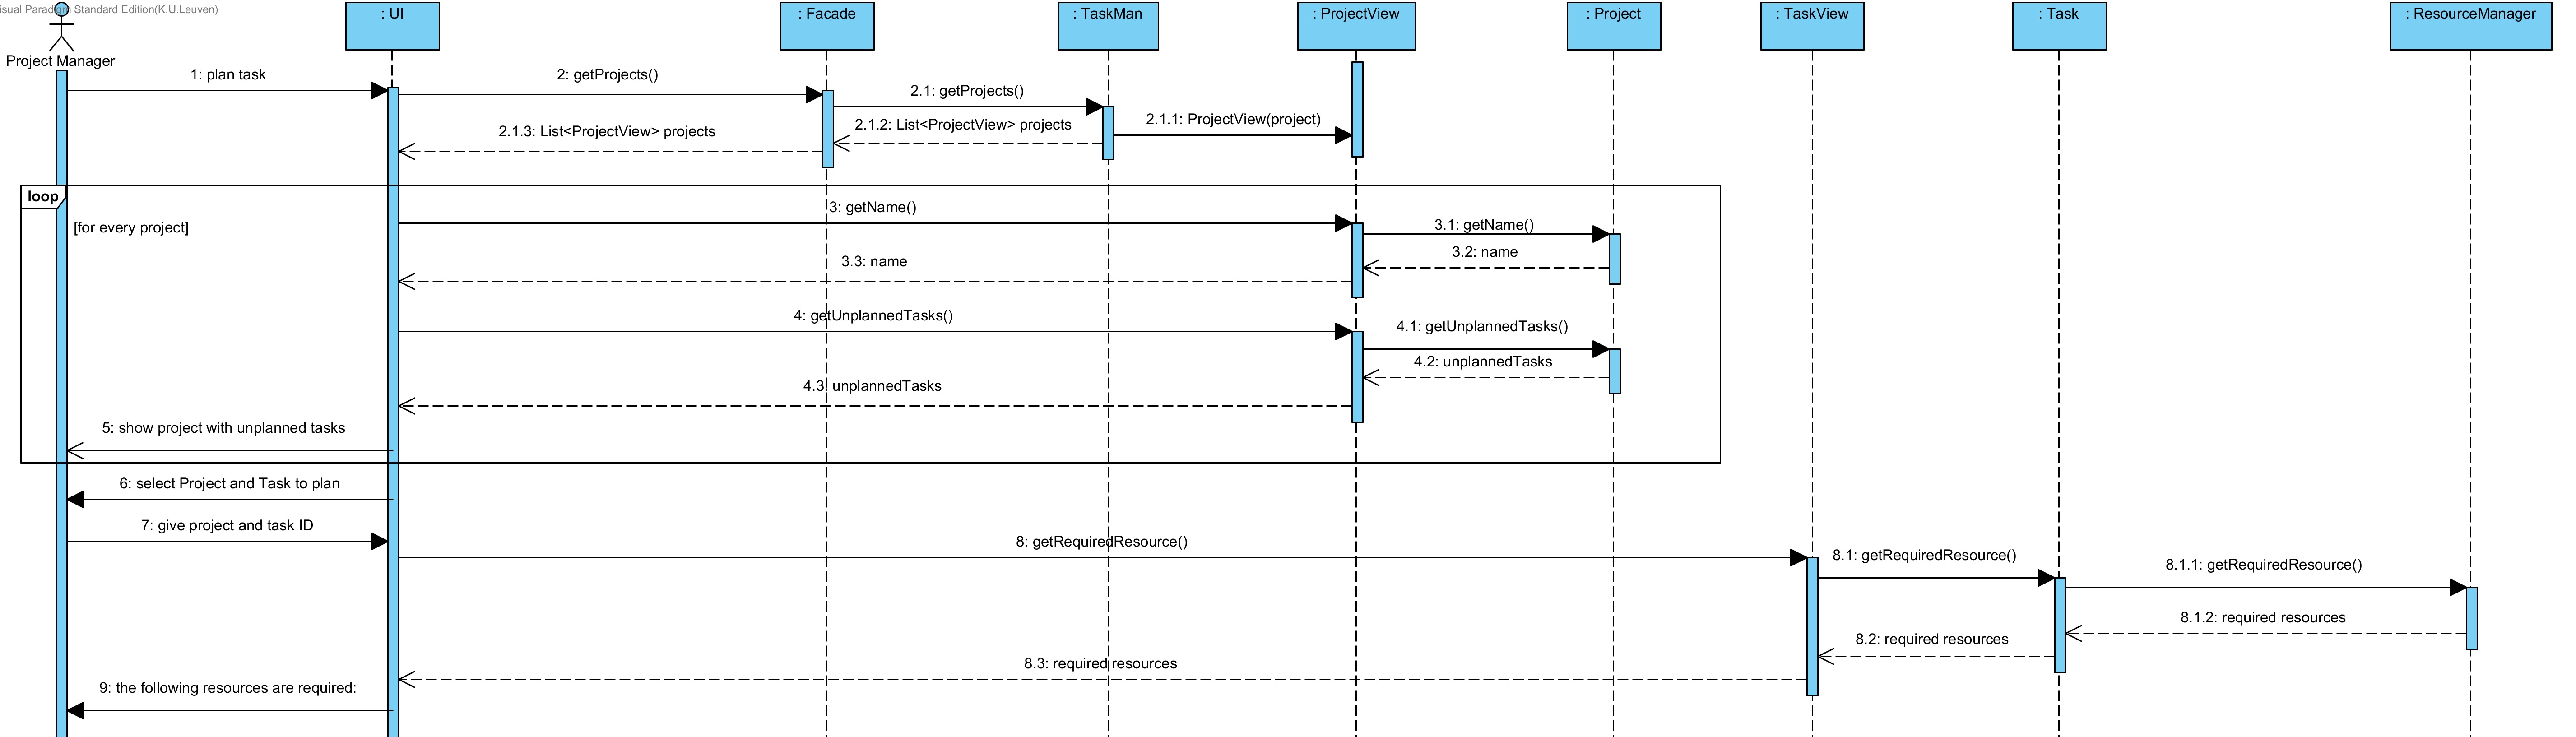 isual Paradigm Standard Edition(K.U.Leuven)
Project Manager
: UI
: Facade
: TaskMan
: ProjectView
: Project
: TaskView
: Task
: ResourceManager
1: plan task
2: getProjects()
2.1: getProjects()
2.1.1: ProjectView(project)
2.1.2: List<ProjectView> projects
2.1.3: List<ProjectView> projects
loop
[for every project]
3: getName()
3.1: getName()
3.2: name
3.3: name
4: getUnplannedTasks()
4.1: getUnplannedTasks()
4.2: unplannedTasks
4.3: unplannedTasks
5: show project with unplanned tasks
6: select Project and Task to plan
7: give project and task ID
8: getRequiredResource()
8.1: getRequiredResource()
8.1.1: getRequiredResource()
8.1.2: required resources
8.2: required resources
8.3: required resources
9: the following resources are required: